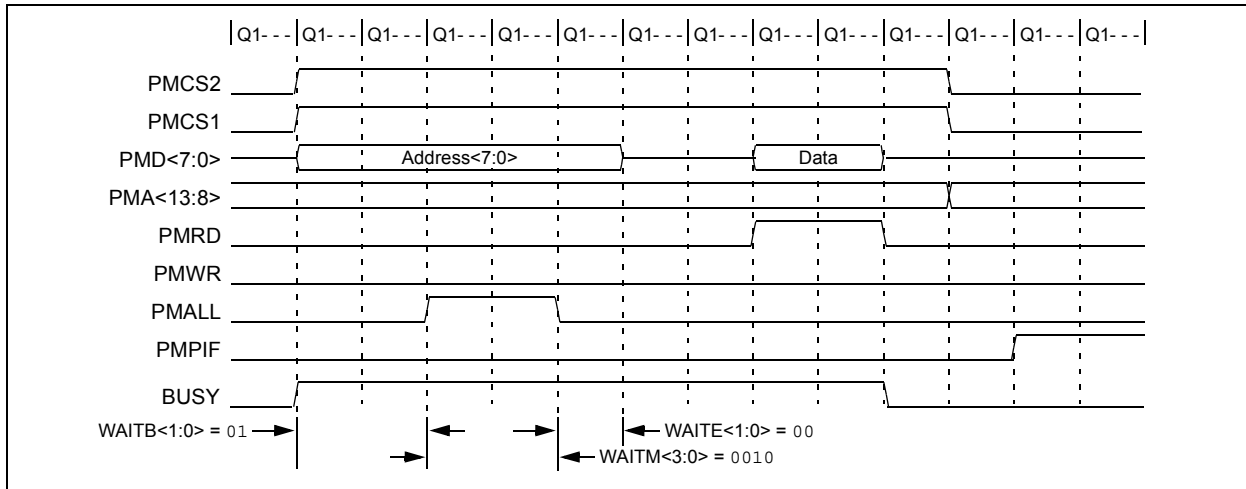 Q1- - - Q1- - - Q1- - - Q1- - - Q1- - - Q1- - - Q1- - - Q1- - - Q1- - - Q1- - - Q1- - - Q1- - - Q1- - - Q1- - -
PMCS2
PMCS1
PMD<7:0> Address<7:0> Data
PMA<13:8>
PMRD
PMWR
PMALL
PMPIF
BUSY
WAITB<1:0> = 01 WAITE<1:0> = 00
WAITM<3:0> = 0010